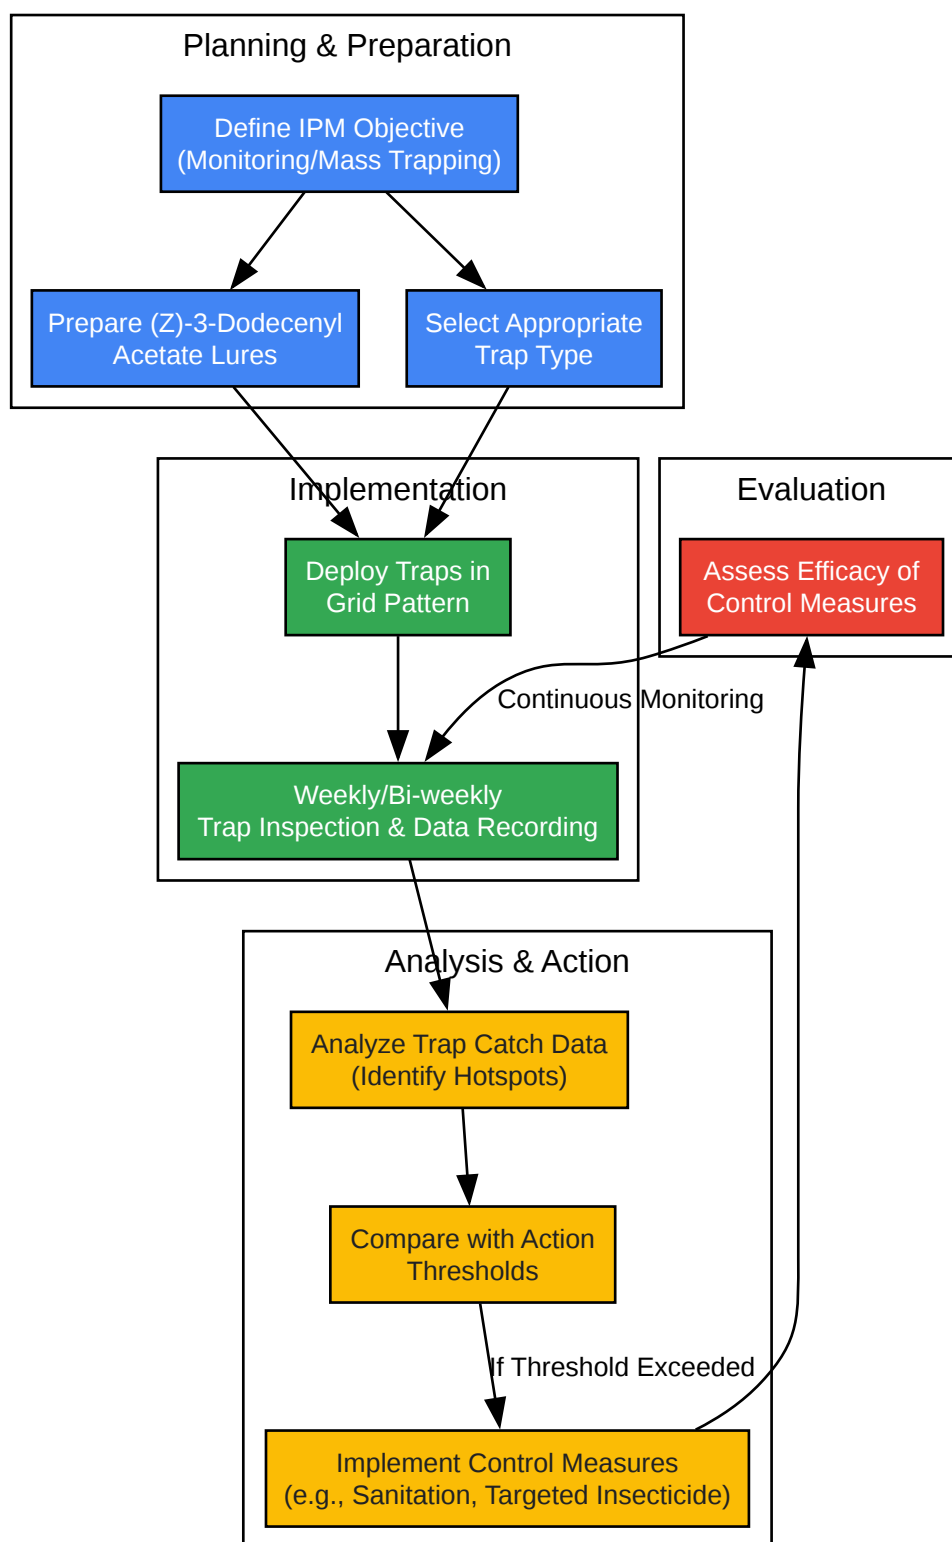 Planning & Preparation
Define IPM Objective
(Monitoring/Mass Trapping)
Prepare (Z)-3-Dodecenyl
Acetate Lures
Select Appropriate
Trap Type
Implementation
Deploy Traps in
Grid Pattern
Evaluation
Assess Efficacy of
Control Measures
Continuous Monitoring
Weekly/Bi-weekly
Trap Inspection & Data Recording
Analysis & Action
Analyze Trap Catch Data
(Identify Hotspots)
Compare with Action
Thresholds
If Threshold Exceeded
Implement Control Measures
(e.g., Sanitation, Targeted Insecticide)